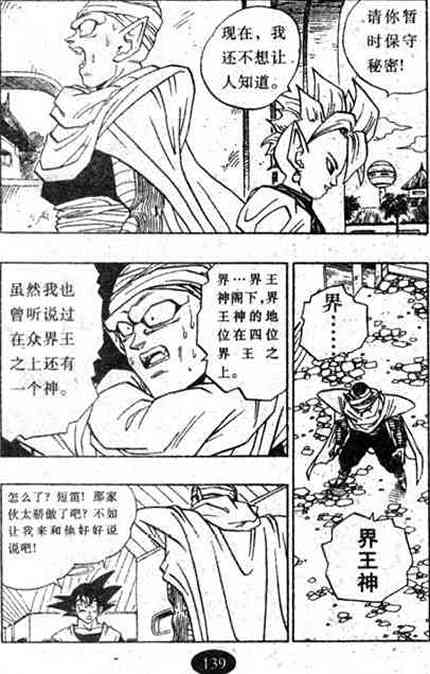 请你暂
时保守
秘密!
现在,我
还不想让
人知道。
界……
界王神
界…界王
神阁下,界
王神的地
位在四位
界王之
上。
虽然我也
曾听说过
在众界王
之上还有
一个神。
怎么了?短笛!那家
伙太骄傲了吧?不如
让我来和他好好说
说吧!
139